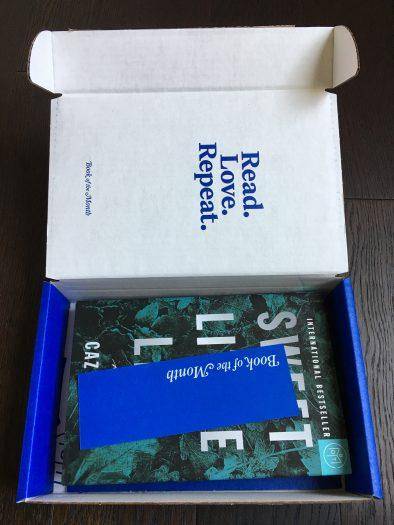 Read.
Love.
Repeat.
Book of the Month
INTERNATIONAL BESTSELLER
SWEET
LI E
L
CAZ
Book of the Month